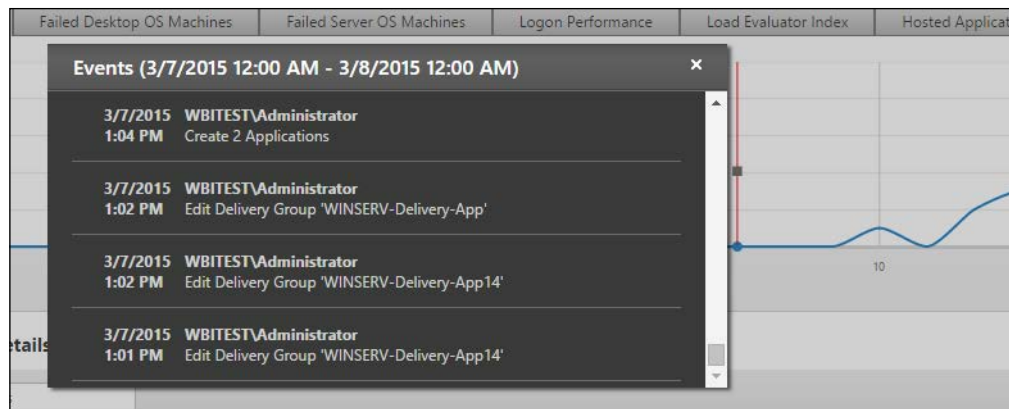 Failed Desktop OS Machines
Failed Server OS Machines
Logon Performance
Load Evaluator Index
Hosted Applicat
Events (3/7/2015 12:00 AM - 3/8/2015 12:00 AM)
3/7/2015 WBITEST\Administrator
1:04 PM Create 2 Applications
3/7/2015 WBITEST\Administrator
1:02 PM Edit Delivery Group 'WINSERV-Delivery-App'
3/7/2015 WBITEST\Administrator
1:02 PM Edit Delivery Group 'WINSERV-Delivery-App14'
3/7/2015 WBITEST\Administrator
1:01 PM Edit Delivery Group 'WINSERV-Delivery-App14'
10
etails